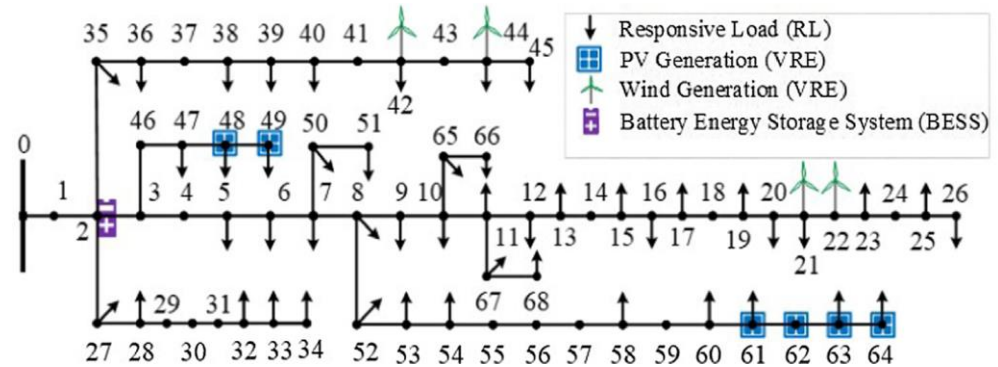 35 36 37 38 39 40 41 43 44 45
42
Responsive Load (RL)
PV Generation (VRE)
Wind Generation (VRE)
Battery Energy Storage System (BESS)
46 47 48 49 50 51
65 66
0
1 3 4 5 6 7 8 9 10 12 14 16 18 20 24 26
2 11 13 15 17 19 22 23 25
21
29 31 67 68
27 28 30 32 33 34 52 53 54 55 56 57 58 59 60 61 62 63 64